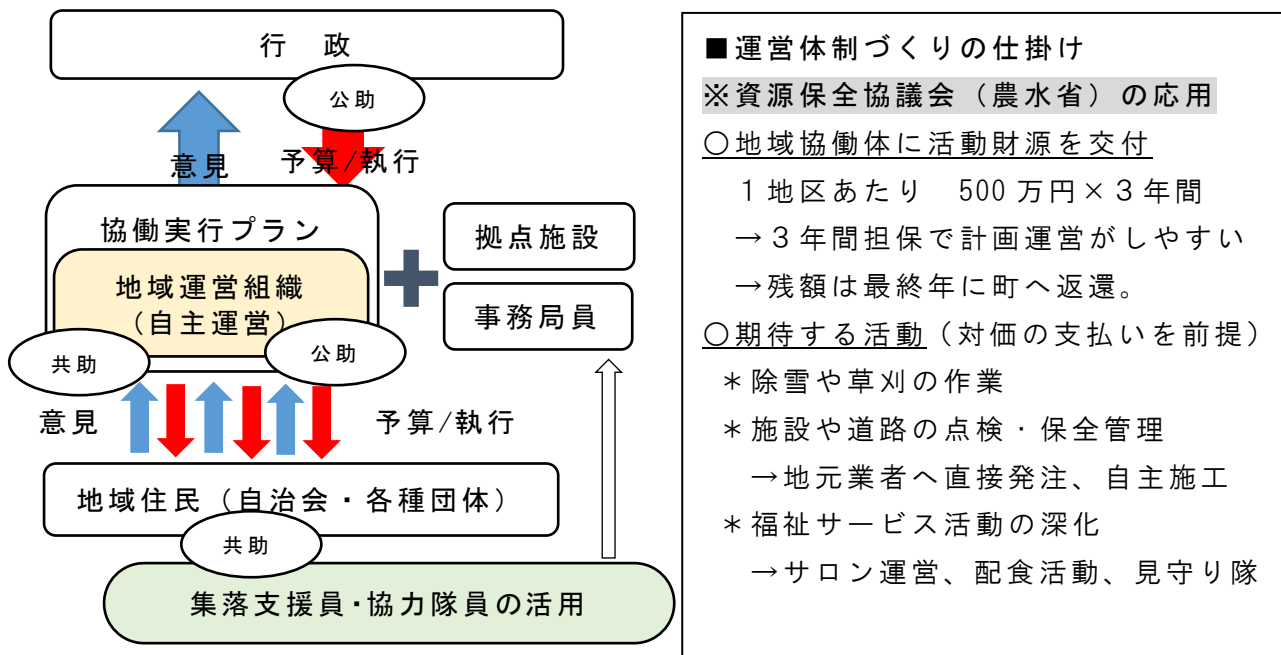 行　政
公助
意見
予算/執行
協働実行プラン
地域運営組織
（自主運営）
共助
公助
拠点施設
事務局員
意見
予算/執行
地域住民（自治会・各種団体）
共助
集落支援員・協力隊員の活用
■運営体制づくりの仕掛け
※資源保全協議会（農水省）の応用
○地域協働体に活動財源を交付
１地区あたり　500万円×３年間
→３年間担保で計画運営がしやすい
→残額は最終年に町へ返還。
○期待する活動（対価の支払いを前提）
＊除雪や草刈の作業
＊施設や道路の点検・保全管理
→地元業者へ直接発注、自主施工
＊福祉サービス活動の深化
→サロン運営、配食活動、見守り隊